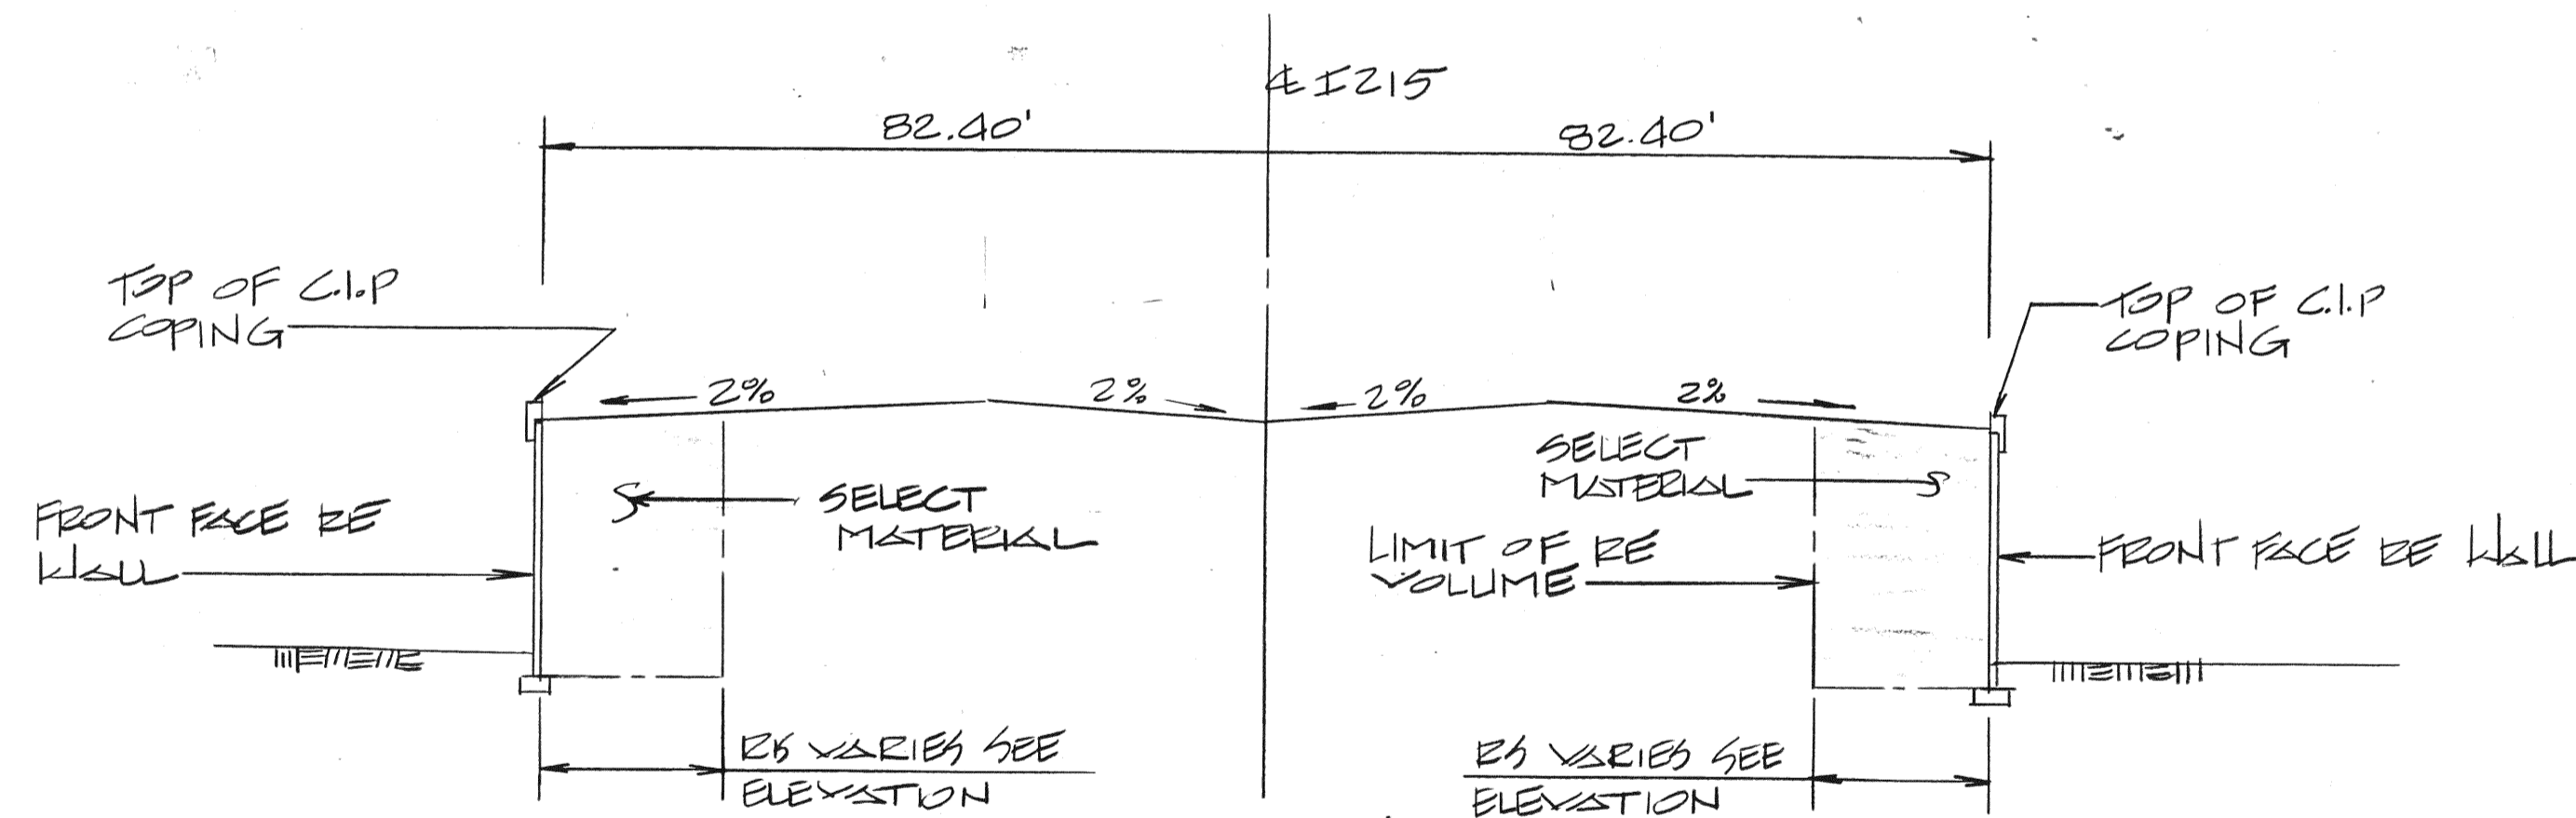 ℄ I215
82.40'
82.40'
TOP OF C.I.P
COPING
TOP OF C.I.P
COPING
2%
2%
2%
2%
SELECT
MATERIAL
SELECT
MATERIAL
FRONT FACE RE
WALL
LIMIT OF RE
VOLUME
FRONT FACE RE WALL
RS VARIES SEE
ELEVATION
RS VARIES SEE
ELEVATION